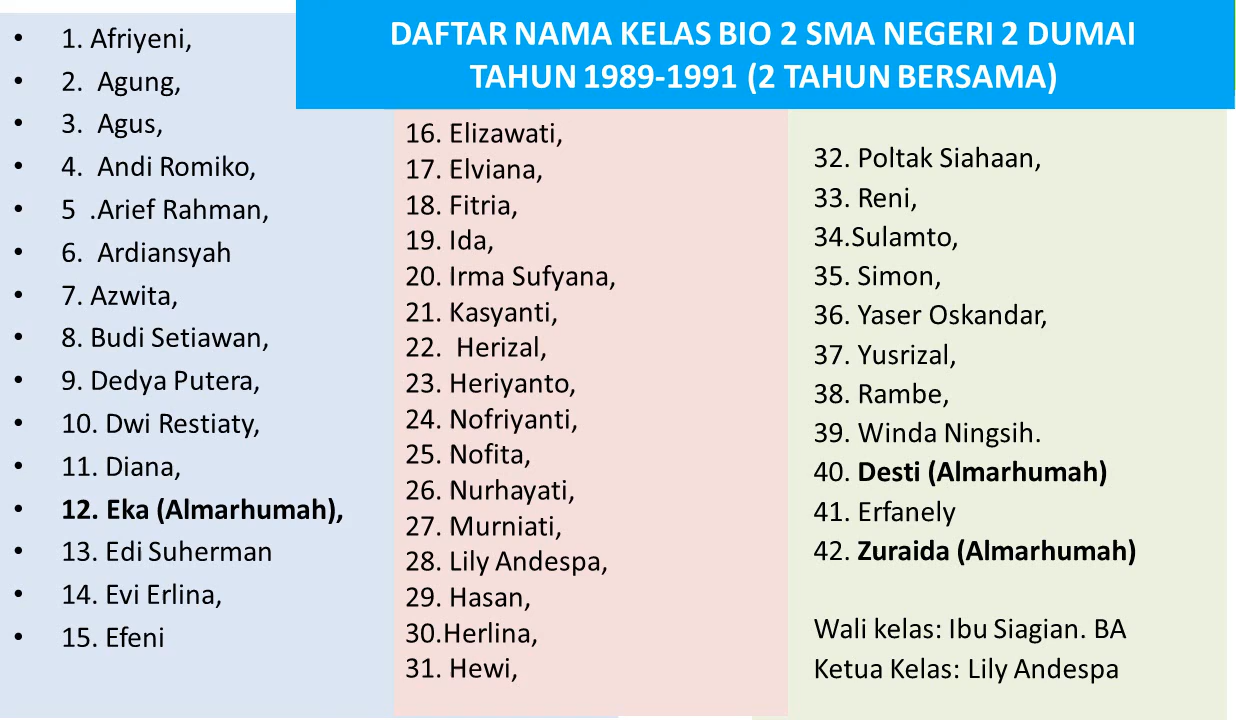 DAFTAR NAMA KELAS BIO 2 SMA NEGERI 2 DUMAI
TAHUN 1989-1991 (2 TAHUN BERSAMA)
• 1. Afriyeni,
• 2. Agung,
• 3. Agus,
• 4. Andi Romiko,
• 5 .Arief Rahman,
• 6. Ardiansyah
• 7. Azwita,
• 8. Budi Setiawan,
• 9. Dedya Putera,
• 10. Dwi Restiaty,
• 11. Diana,
• 12. Eka (Almarhumah),
• 13. Edi Suherman
• 14. Evi Erlina,
• 15. Efeni
16. Elizawati,
17. Elviana,
18. Fitria,
19. Ida,
20. Irma Sufyana,
21. Kasyanti,
22. Herizal,
23. Heriyanto,
24. Nofriyanti,
25. Nofita,
26. Nurhayati,
27. Murniati,
28. Lily Andespa,
29. Hasan,
30.Herlina,
31. Hewi,
32. Poltak Siahaan,
33. Reni,
34.Sulamto,
35. Simon,
36. Yaser Oskandar,
37. Yusrizal,
38. Rambe,
39. Winda Ningsih.
40. Desti (Almarhumah)
41. Erfanely
42. Zuraida (Almarhumah)
Wali kelas: Ibu Siagian. BA
Ketua Kelas: Lily Andespa